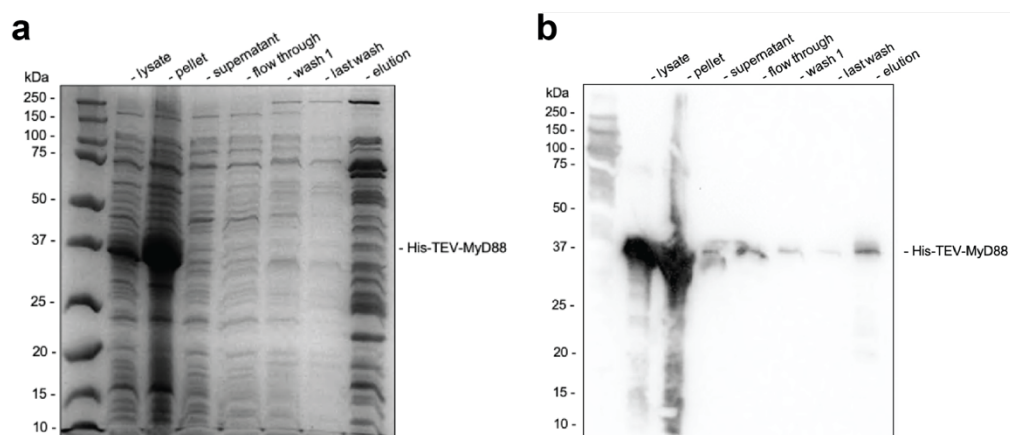 a
kDa
- lysate
- pellet
- supernatant
- flow through
- wash 1
- last wash
- elution
250 -
150 -
100 -
75 -
50 -
37 -
25 -
20 -
15 -
10 -
- His-TEV-MyD88
b
kDa
- lysate
- pellet
- supernatant
- flow through
- wash 1
- last wash
- elution
250 -
150 -
100 -
75 -
50 -
37 -
25 -
20 -
15 -
10 -
- His-TEV-MyD88